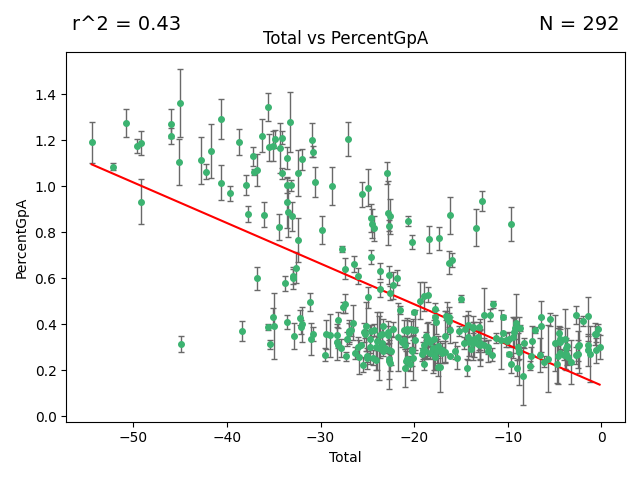 r^2 = 0.43
N = 292
Total vs PercentGpA
PercentGpA
1.4
1.2
1.0
0.8
0.6
0.4
0.2
0.0
−50
−40
−30
−20
−10
0
Total